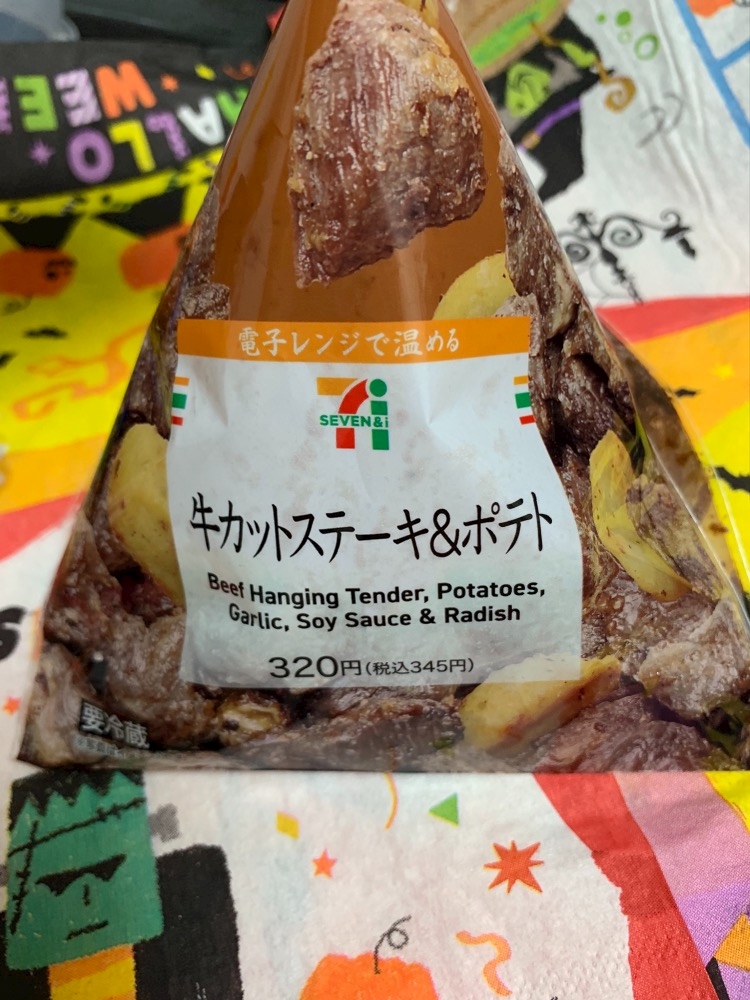 HALLO
WEE
電子レンジで温める
SEVEN&i
牛カットステーキ&ポテト
Beef Hanging Tender, Potatoes,
Garlic, Soy Sauce & Radish
320円(税込345円)
要冷蔵